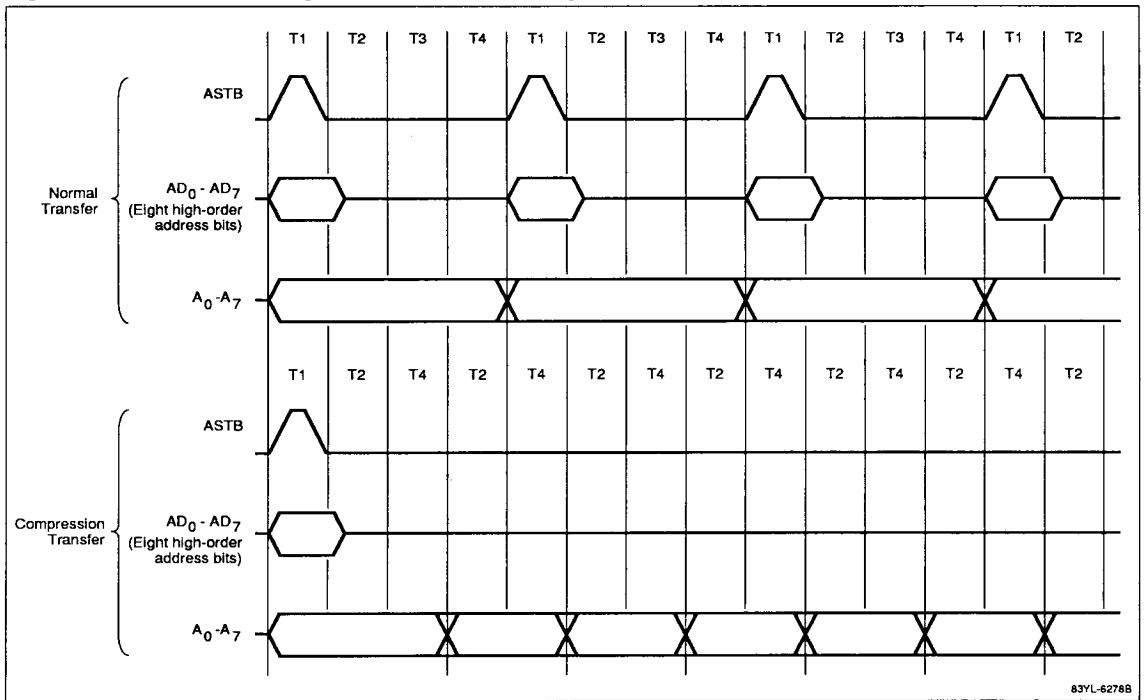 T1 T2 T3 T4 T1 T2 T3 T4 T1 T2 T3 T4 T1 T2
ASTB
Normal
Transfer
AD0 - AD7
(Eight high-order
address bits)
A0-A7
T1 T2 T4 T2 T4 T2 T4 T2 T4 T2 T4 T2 T4 T2
ASTB
Compression
Transfer
AD0 - AD7
(Eight high-order
address bits)
A0-A7
83YL-6278B